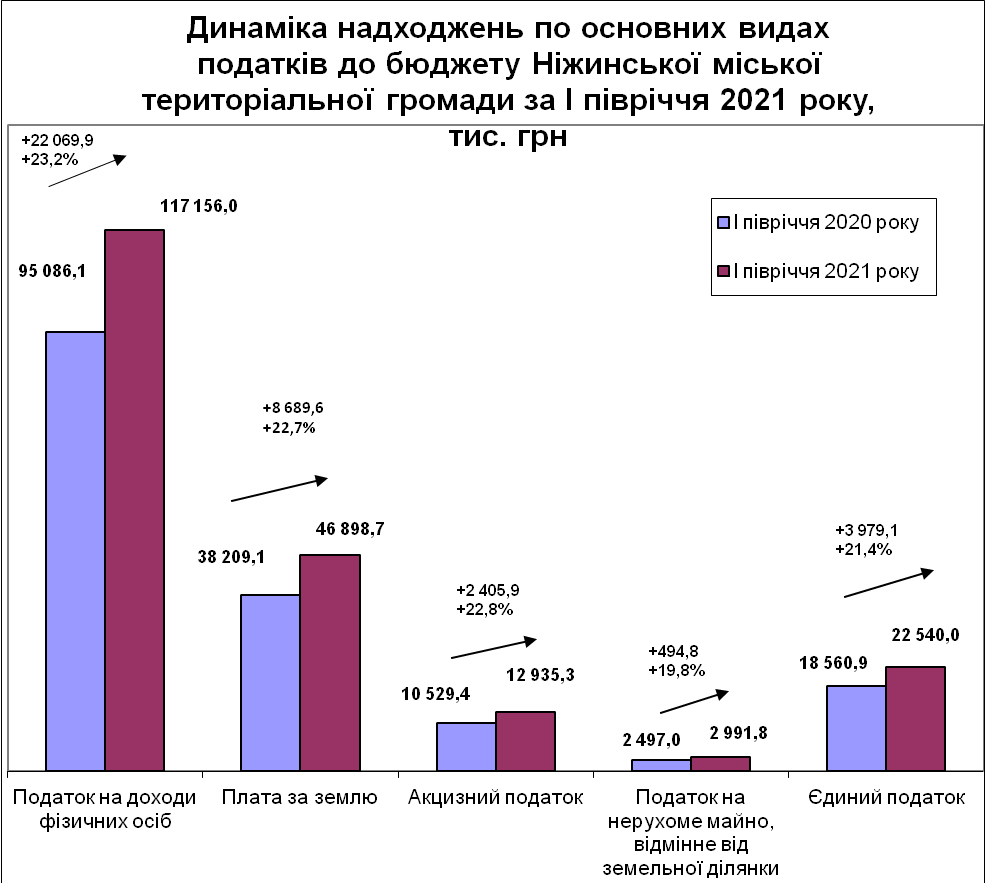 Динаміка надходжень по основних видах
податків до бюджету Ніжинської міської
територіальної громади за І півріччя 2021 року,
тис. грн
+22 069,9
+23,2%
117 156,0
95 086,1
І півріччя 2020 року
І півріччя 2021 року
+8 689,6
+22,7%
46 898,7
38 209,1
+2 405,9
+22,8%
12 935,3
10 529,4
+494,8
+19,8%
2 991,8
2 497,0
+3 979,1
+21,4%
22 540,0
18 560,9
Податок на доходи
фізичних осіб
Плата за землю
Акцизний податок
Податок на
нерухоме майно,
відмінне від
земельної ділянки
Єдиний податок